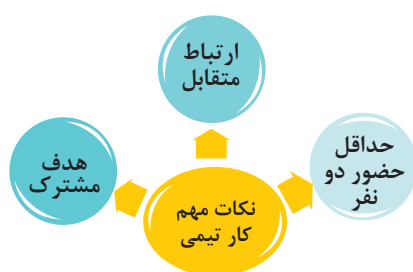 ارتباط
متقابل
حداقل
حضور دو
نفر
هدف
مشترک
نکات مهم
کار تیمی